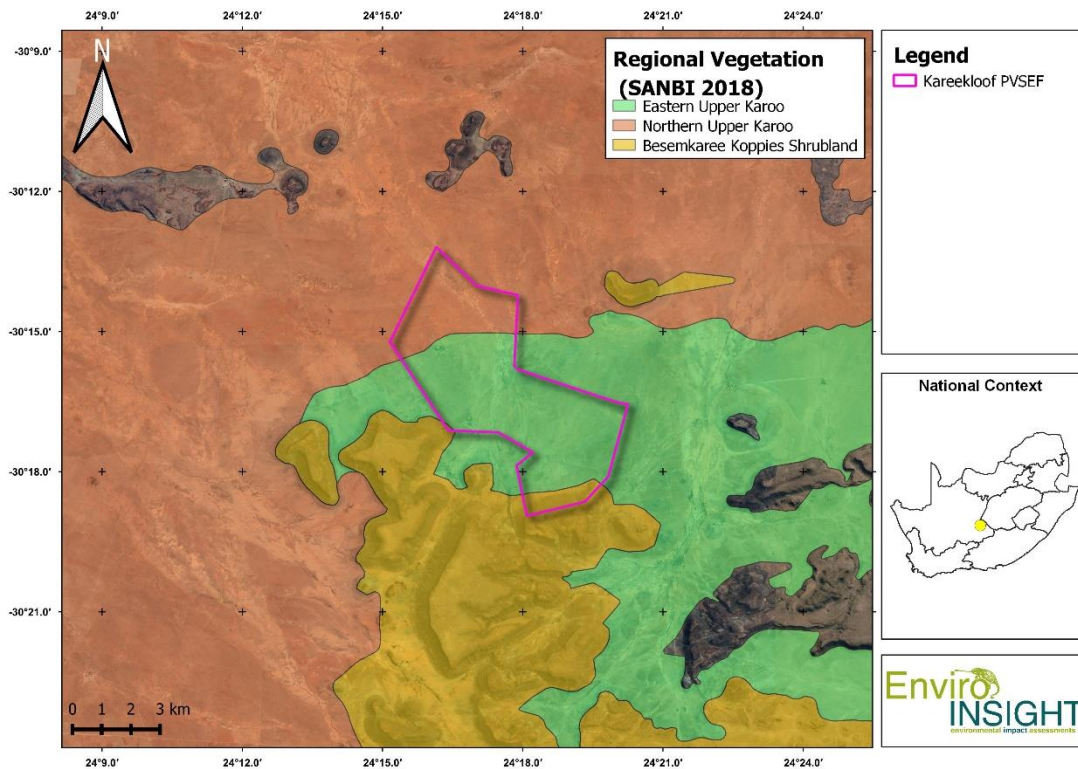 24°9.0' 24°12.0' 24°15.0' 24°18.0' 24°21.0' 24°24.0'
-30°9.0'
-30°12.0'
-30°15.0'
-30°18.0'
-30°21.0'
N
Regional Vegetation
(SANBI 2018)
Eastern Upper Karoo
Northern Upper Karoo
Besemkaree Koppies Shrubland
0 1 2 3 km
24°9.0' 24°12.0' 24°15.0' 24°18.0' 24°21.0' 24°24.0'
Legend
Kareekloof PVSEF
National Context
Enviro
INSIGHT
environmental impact assessments